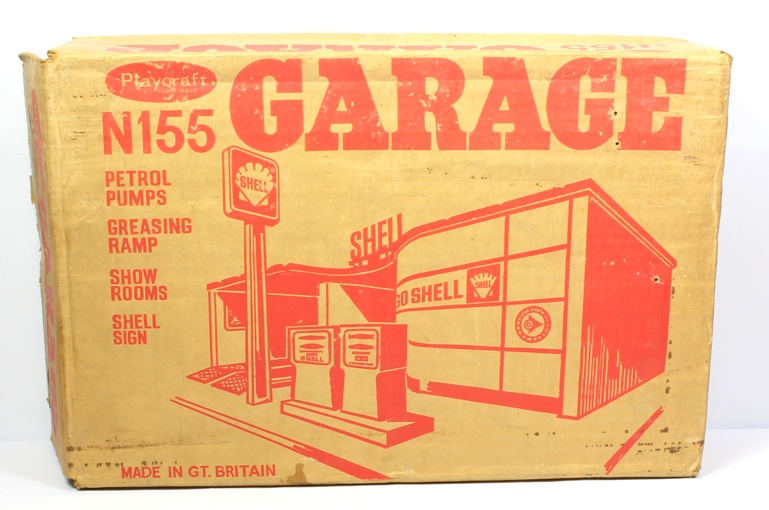 Playcraft
N155
GARAGE
PETROL
PUMPS
GREASING
RAMP
SHOW
ROOMS
SHELL
SIGN
SHELL
SHELL
GO SHELL
SHELL
SHELL
MADE IN GT. BRITAIN